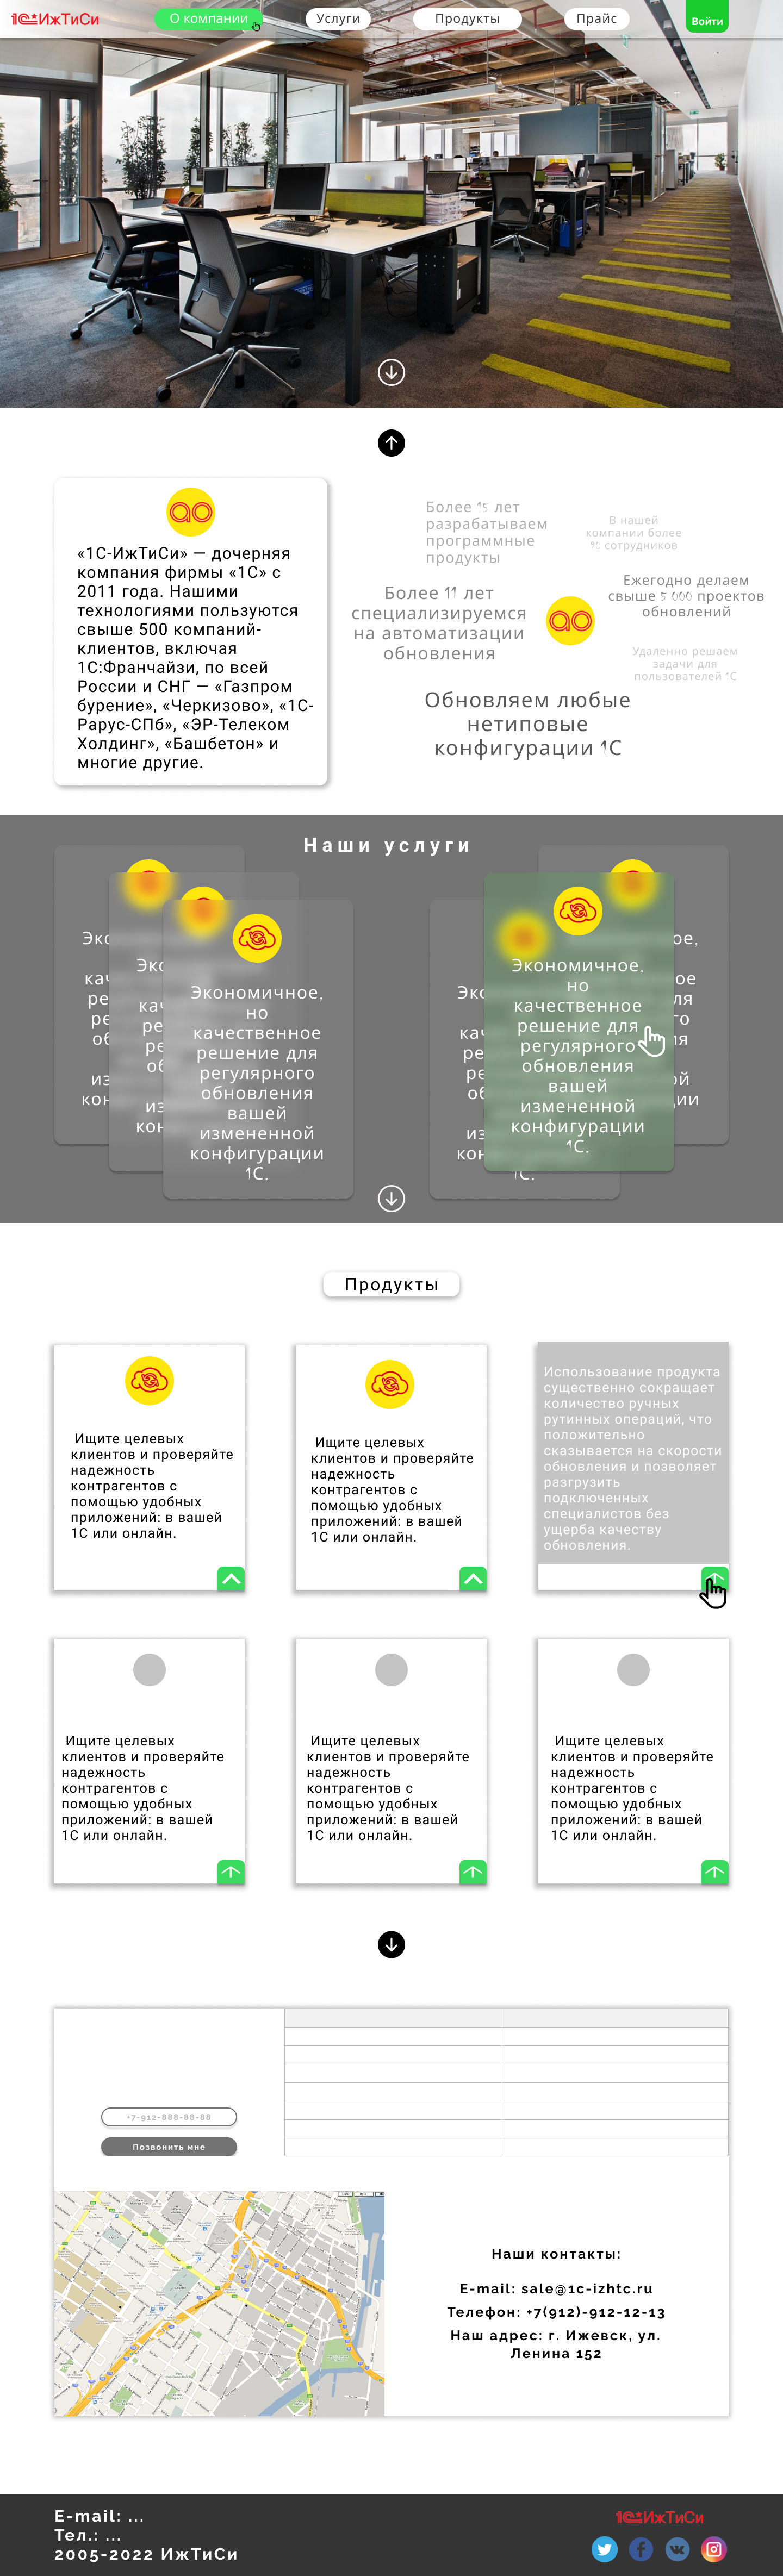 1С ИжТиСи
О компании
Услуги
Продукты
Прайс
Войти
«1С-ИжТиСи» — дочерняя
компания фирмы «1С» с
2011 года. Нашими
технологиями пользуются
свыше 500 компаний-
клиентов, включая
1С:Франчайзи, по всей
России и СНГ — «Газпром
бурение», «Черкизово», «1С-
Рарус-СПб», «ЭР-Телеком
Холдинг», «Башбетон» и
многие другие.
Более 15 лет
разрабатываем
программные
продукты
В нашей
компании более
сотрудников
Более 11 лет
специализируемся
на автоматизации
обновления
Ежегодно делаем
свыше проектов
обновлений
Удаленно решаем
задачи для
пользователей 1С
Обновляем любые
нетиповые
конфигурации 1С
Наши услуги
Экономичное,
но
качественное
решение для
регулярного
обновления
вашей
измененной
конфигурации
1С.
Экономичное,
но
качественное
решение для
регулярного
обновления
вашей
измененной
конфигурации
1С.
1С.
Продукты
Ищите целевых
клиентов и проверяйте
надежность
контрагентов с
помощью удобных
приложений: в вашей
1С или онлайн.
Ищите целевых
клиентов и проверяйте
надежность
контрагентов с
помощью удобных
приложений: в вашей
1С или онлайн.
Использование продукта
существенно сокращает
количество ручных
рутинных операций, что
положительно
сказывается на скорости
обновления и позволяет
разгрузить
подключенных
специалистов без
ущерба качеству
обновления.
Ищите целевых
клиентов и проверяйте
надежность
контрагентов с
помощью удобных
приложений: в вашей
1С или онлайн.
Ищите целевых
клиентов и проверяйте
надежность
контрагентов с
помощью удобных
приложений: в вашей
1С или онлайн.
Ищите целевых
клиентов и проверяйте
надежность
контрагентов с
помощью удобных
приложений: в вашей
1С или онлайн.
+7-912-888-88-88
Позвонить мне
Наши контакты:
E-mail: sale@1c-izhtc.ru
Телефон: +7(912)-912-12-13
Наш адрес: г. Ижевск, ул.
Ленина 152
E-mail: ...
Тел.: ...
2005-2022 ИжТиСи
1С ИжТиСи